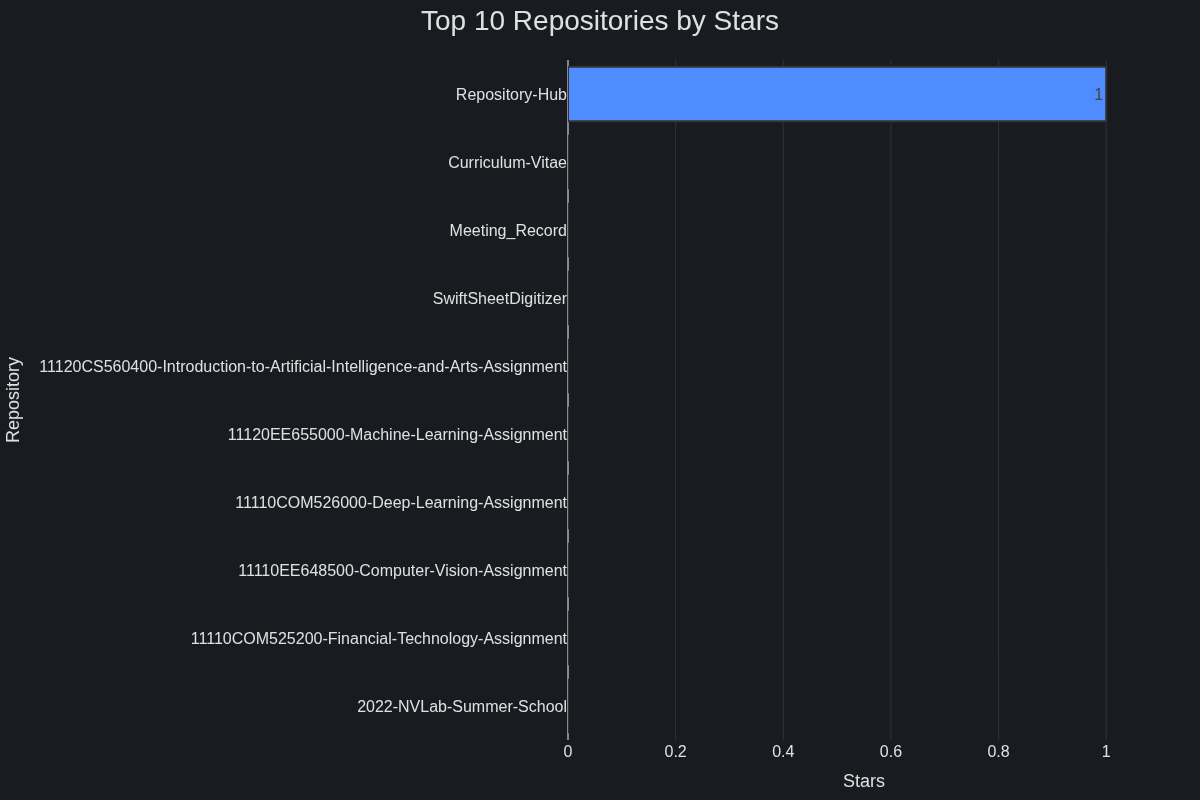 Top 10 Repositories by Stars
Repository-Hub
1
Curriculum-Vitae
Meeting_Record
SwiftSheetDigitizer
11120CS560400-Introduction-to-Artificial-Intelligence-and-Arts-Assignment
11120EE655000-Machine-Learning-Assignment
11110COM526000-Deep-Learning-Assignment
11110EE648500-Computer-Vision-Assignment
11110COM525200-Financial-Technology-Assignment
2022-NVLab-Summer-School
Repository
0 0.2 0.4 0.6 0.8 1
Stars